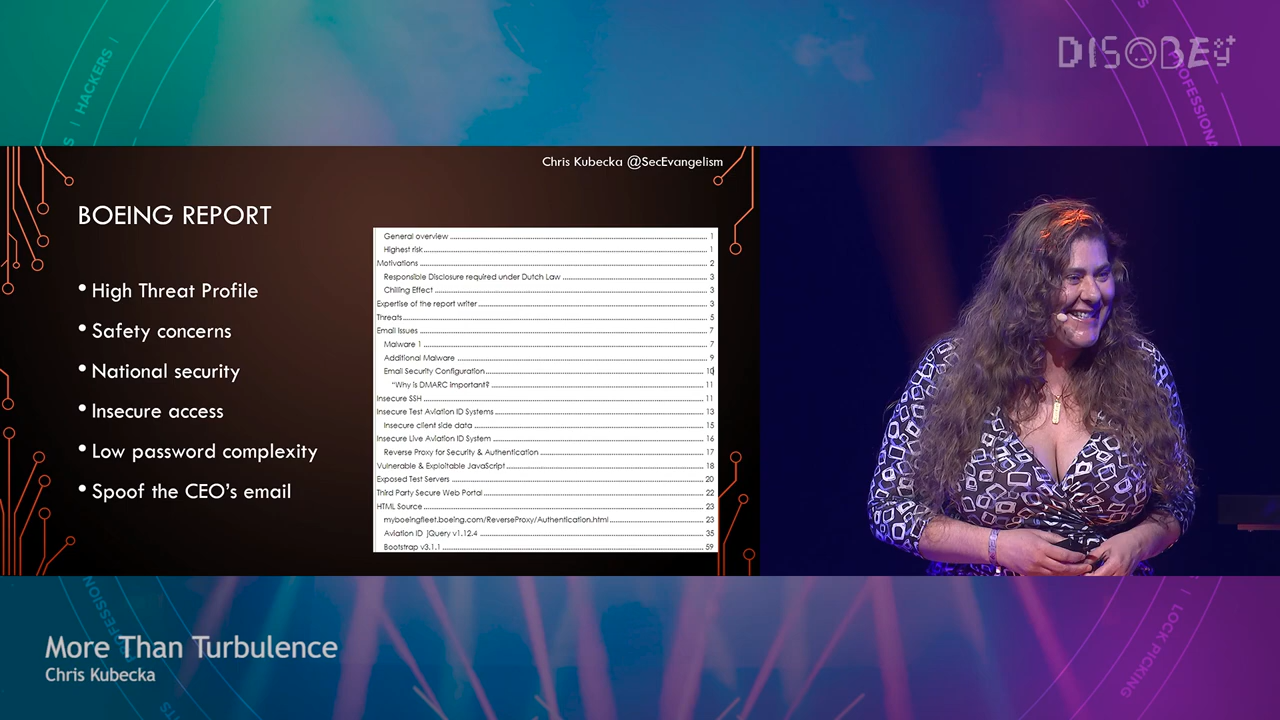 HACKERS
DISOBEY
PROFESSIONA
Chris Kubecka @SecEvangelism
BOEING REPORT
• High Threat Profile
• Safety concerns
• National security
• Insecure access
• Low password complexity
• Spoof the CEO's email
General overview 1
Highest risk 1
Motivations 2
Responsible Disclosure required under Dutch Law 3
Chilling Effect 3
Expertise of the report writer 3
Threats 5
Email Issues 7
Malware 1 7
Additional Malware 9
Email Security Configuration 10
"Why is DMARC important? 11
Insecure SSH 11
Insecure Test Aviation ID Systems 13
Insecure client side data 15
Insecure Live Aviation ID System 16
Reverse Proxy for Security & Authentication 17
Vulnerable & Exploitable JavaScript 18
Exposed Test Servers 20
Third Party Secure Web Portal 22
HTML Source 23
myboeingfleet.boeing.com/ReverseProxy/Authentication.html 23
Aviation ID jQuery v1.12.4 35
Bootstrap v3.1.1 59
More Than Turbulence
Chris Kubecka
LOCK PICKING